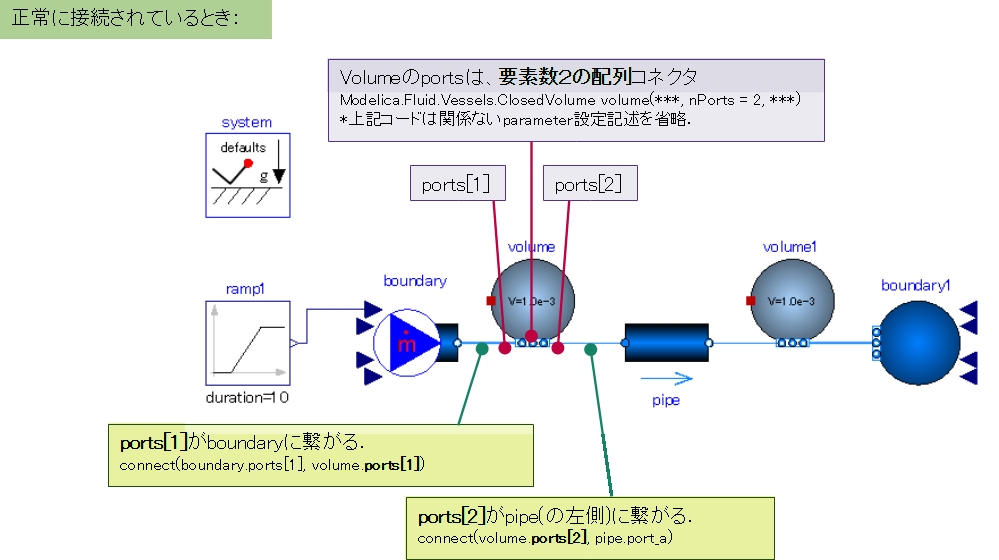 正常に接続されているとき：
Volumeのportsは、要素数２の配列コネクタ
Modelica.Fluid.Vessels.ClosedVolume volume(***, nPorts = 2, ***)
*上記コードは関係ないparameter設定記述を省略.
system
defaults
g
ports[1]
ports[2]
volume
volume1
V=1.0e-3
V=1.0e-3
boundary
boundary1
ramp1
ṁ
duration=10
pipe
ports[1]がboundaryに繋がる.
connect(boundary.ports[1], volume.ports[1])
ports[2]がpipe(の左側)に繋がる.
connect(volume.ports[2], pipe.port_a)